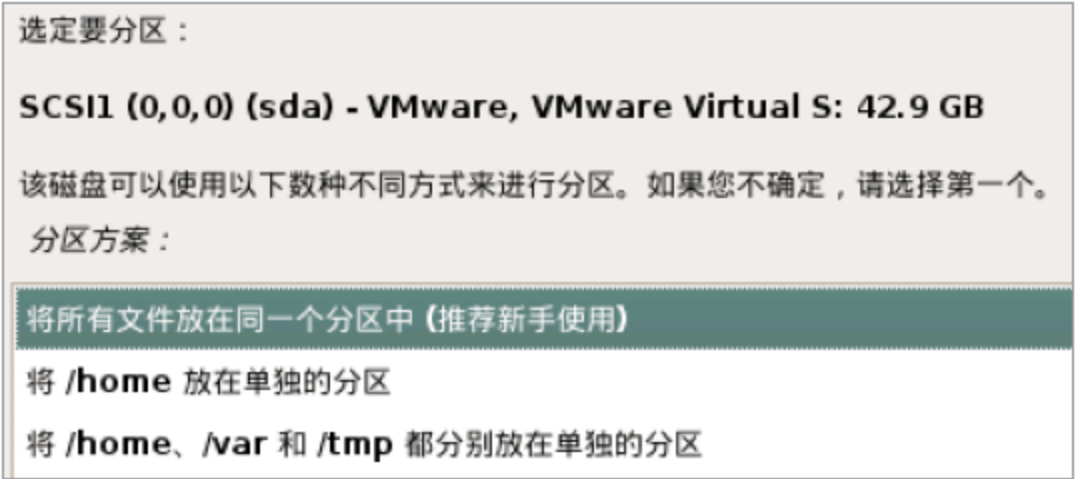 选定要分区：
SCSI1 (0,0,0) (sda) - VMware, VMware Virtual S: 42.9 GB
该磁盘可以使用以下数种不同方式来进行分区。如果您不确定，请选择第一个。
分区方案：
将所有文件放在同一个分区中 (推荐新手使用)
将 /home 放在单独的分区
将 /home、/var 和 /tmp 都分别放在单独的分区